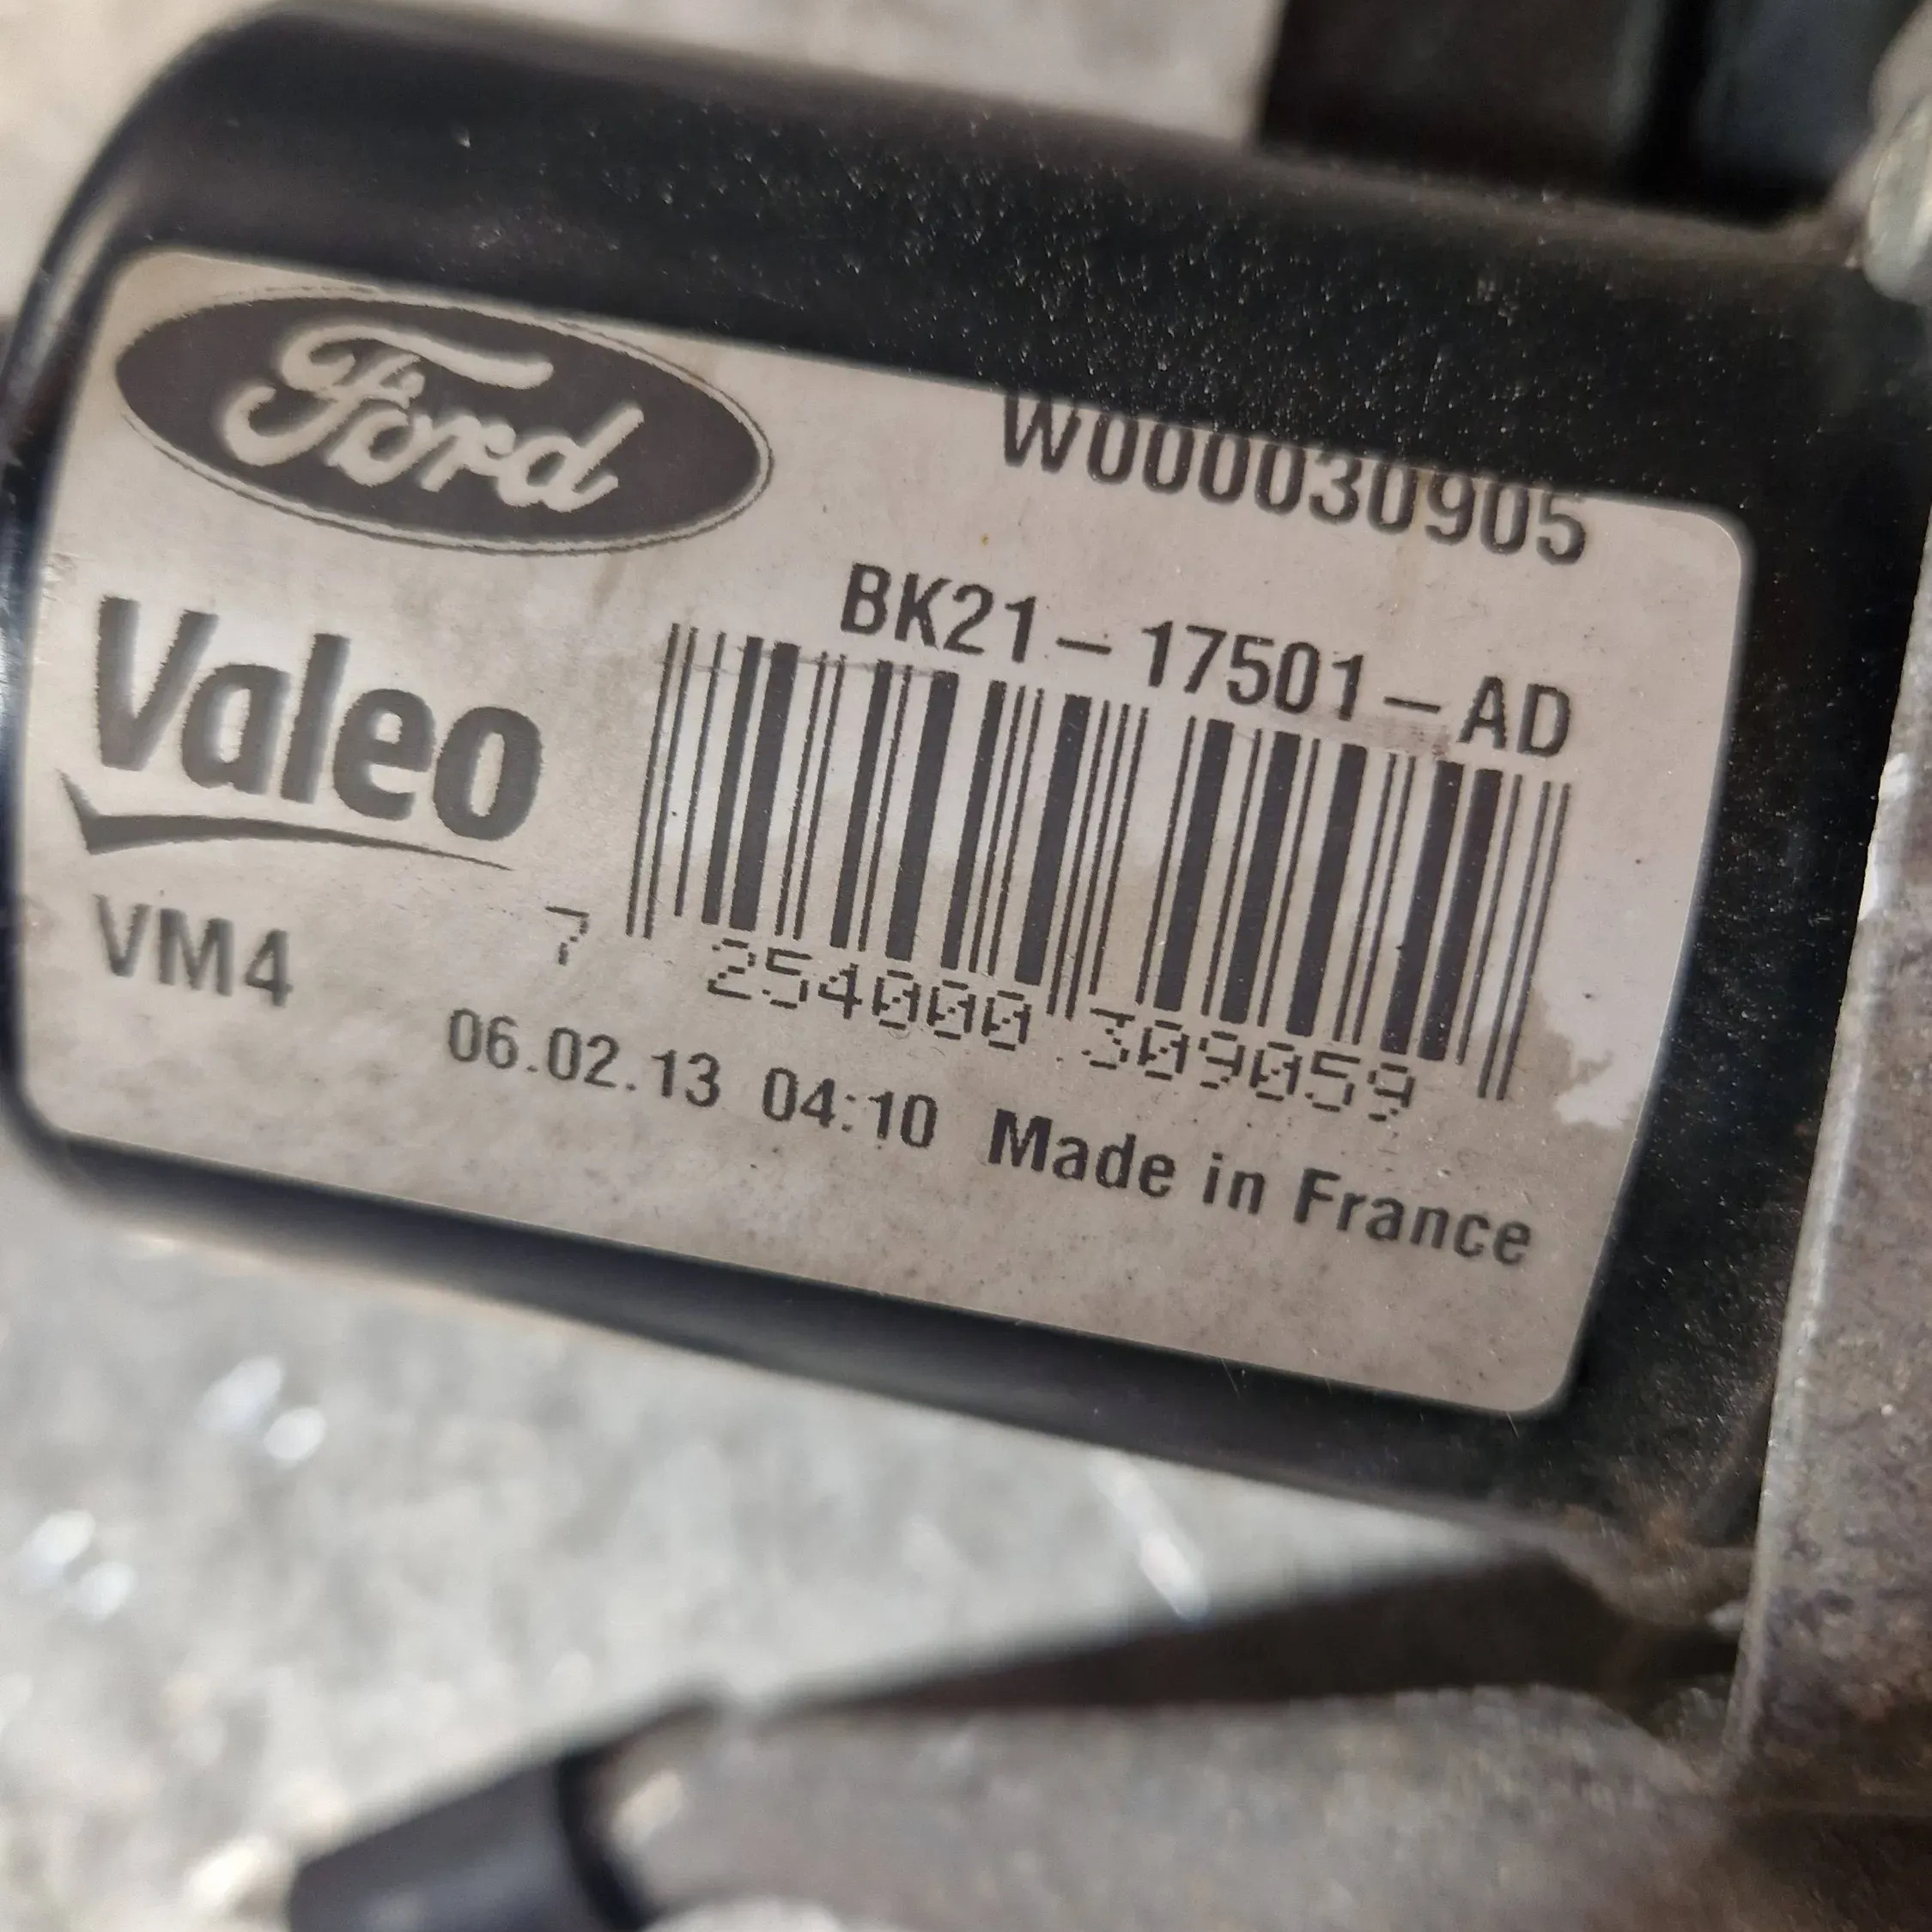 Ford
W000030905
BK21-17501-AD
Valeo
VM4
7 254000 309059
06.02.13 04:10 Made in France